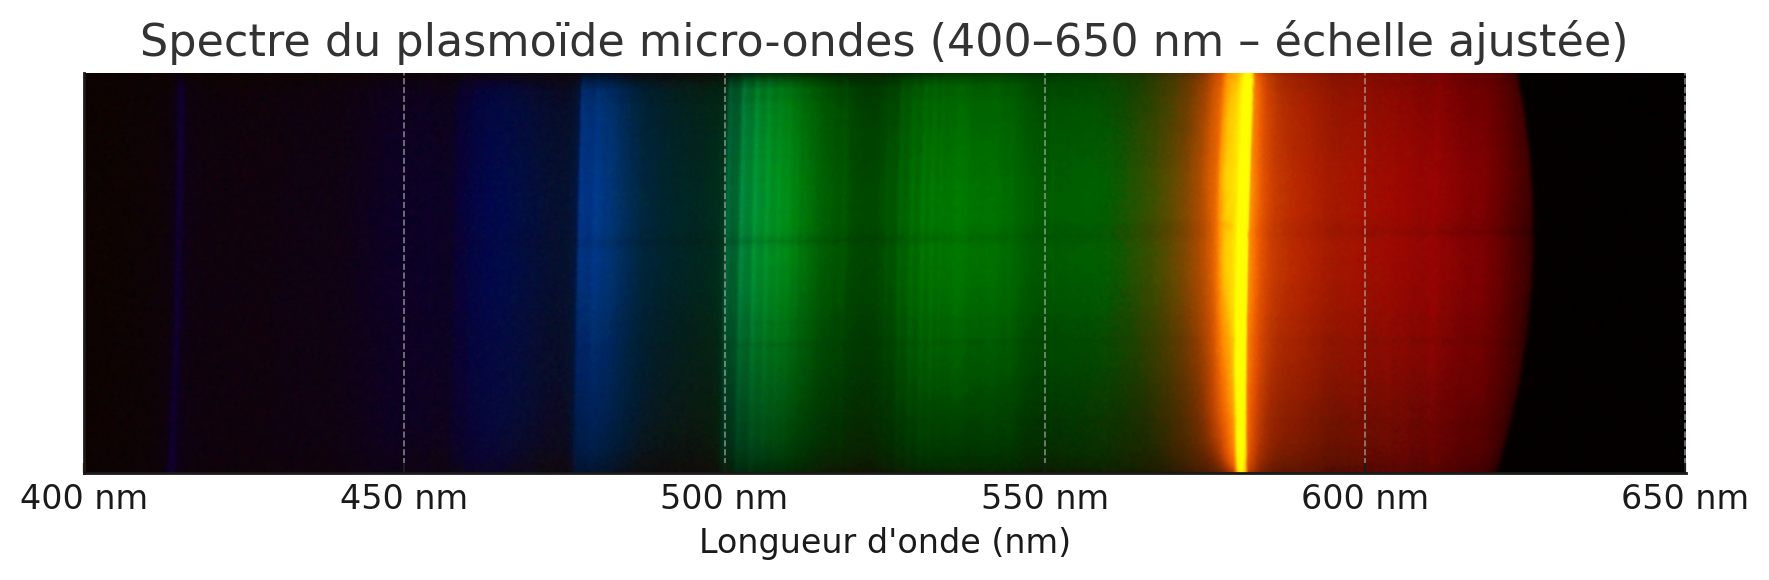 Spectre du plasmoïde micro-ondes (400–650 nm – échelle ajustée)
400 nm 450 nm 500 nm 550 nm 600 nm 650 nm
Longueur d'onde (nm)